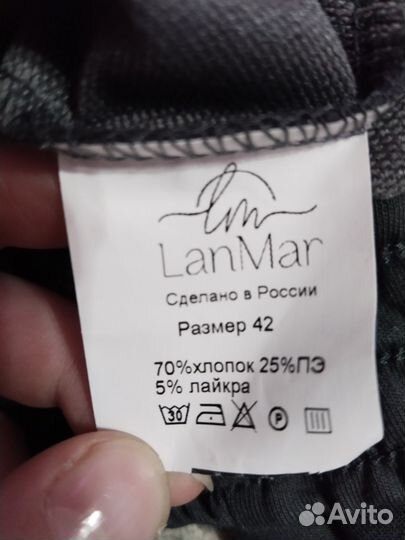 lm
LanMar
Сделано в России
Размер 42
70%хлопок 25%ПЭ
5% лайкра
30 P
Avito